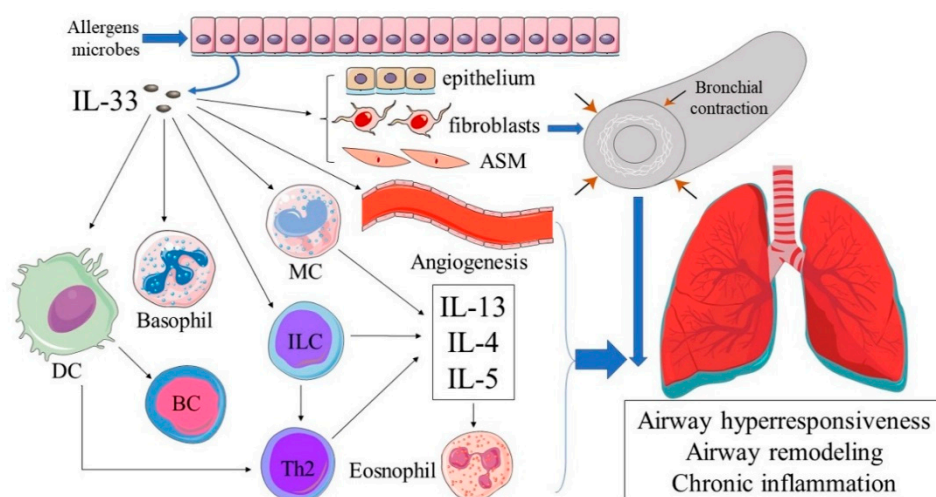 Allergens
microbes
IL-33
epithelium
fibroblasts
ASM
Bronchial
contraction
MC
Angiogenesis
Basophil
DC
BC
ILC
Th2
IL-13
IL-4
IL-5
Eosnophil
Airway hyperresponsiveness
Airway remodeling
Chronic inflammation